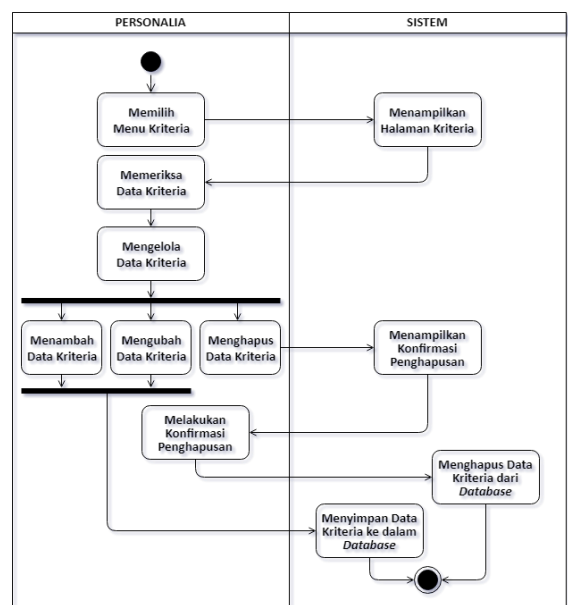 PERSONALIA
SISTEM
Memilih
Menu Kriteria
Menampilkan
Halaman Kriteria
Memeriksa
Data Kriteria
Mengelola
Data Kriteria
Menambah
Data Kriteria
Mengubah
Data Kriteria
Menghapus
Data Kriteria
Menampilkan
Konfirmasi
Penghapusan
Melakukan
Konfirmasi
Penghapusan
Menghapus Data
Kriteria dari
Database
Menyimpan Data
Kriteria ke dalam
Database